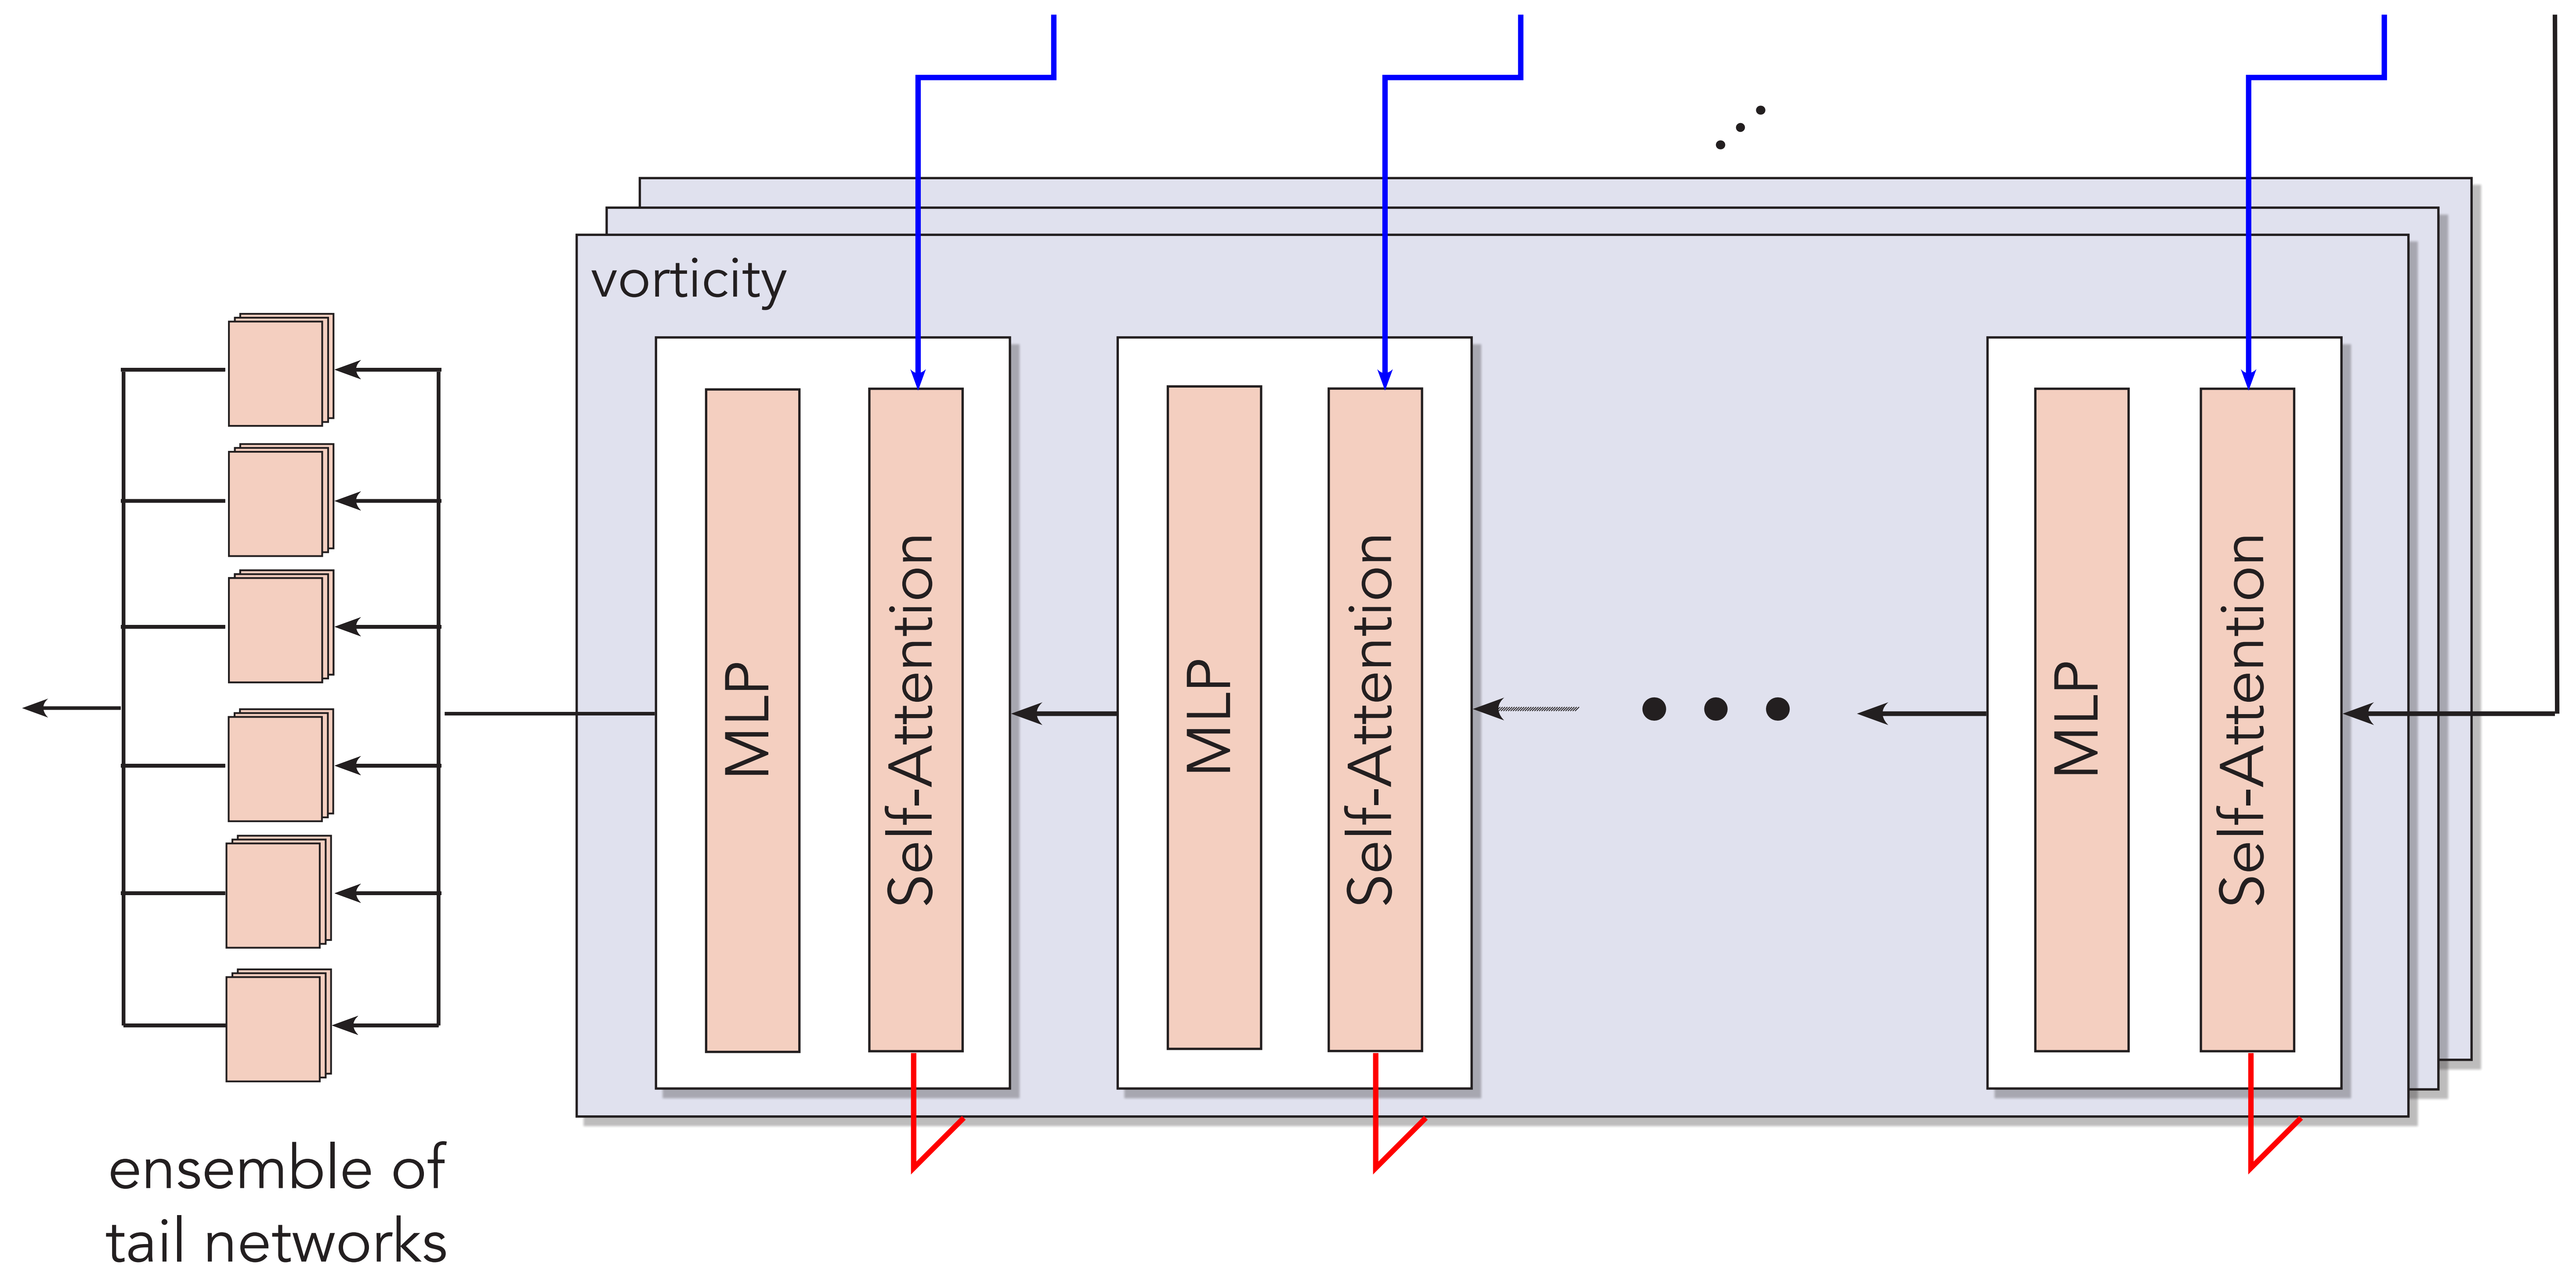 vorticity
MLP
Self-Attention
MLP
Self-Attention
MLP
Self-Attention
ensemble of
tail networks